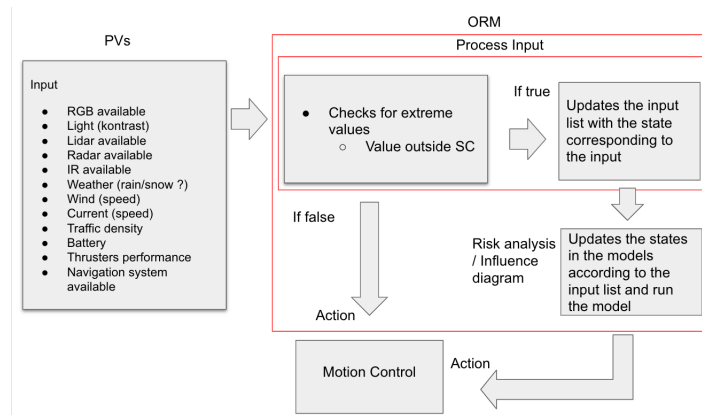 ORM
PVs
Process Input
Input
● RGB available
● Light (kontrast)
● Lidar available
● Radar available
● IR available
● Weather (rain/snow ?)
● Wind (speed)
● Current (speed)
● Traffic density
● Battery
● Thrusters performance
● Navigation system
available
● Checks for extreme
values
○ Value outside SC
If true
Updates the input
list with the state
corresponding to
the input
If false
Risk analysis
/ Influence
diagram
Updates the states
in the models
according to the
input list and run
the model
Action
Motion Control
Action